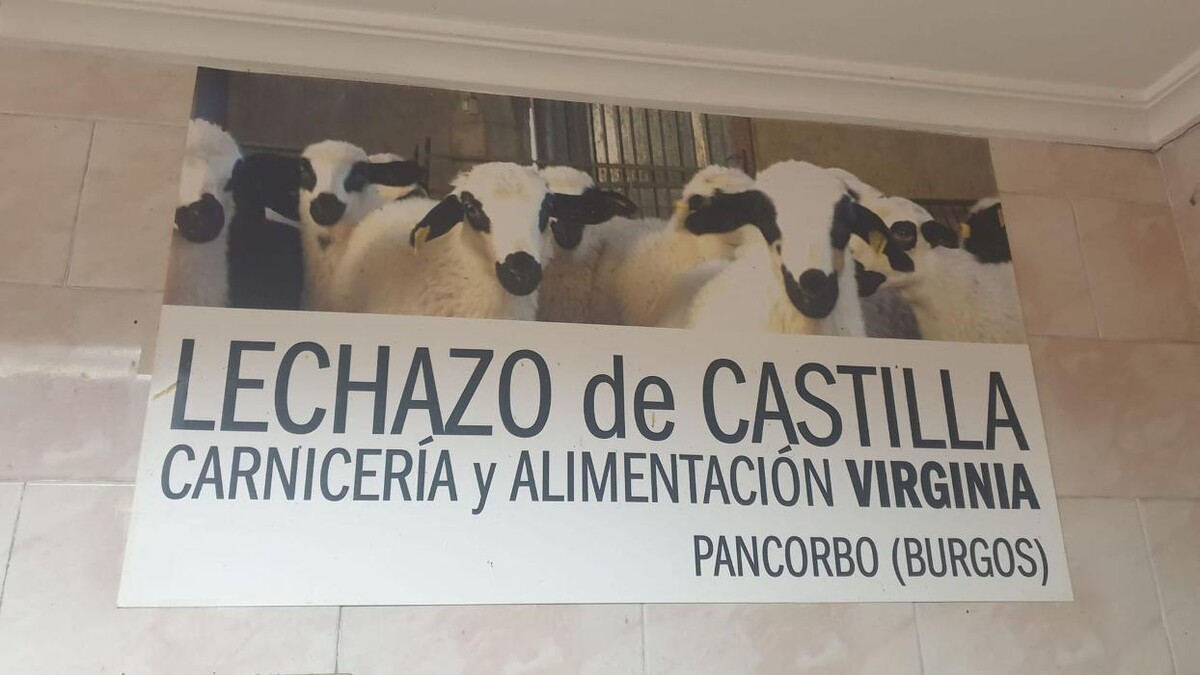 LECHAZO de CASTILLA
CARNICERÍA y ALIMENTACIÓN VIRGINIA
PANCORBO (BURGOS)